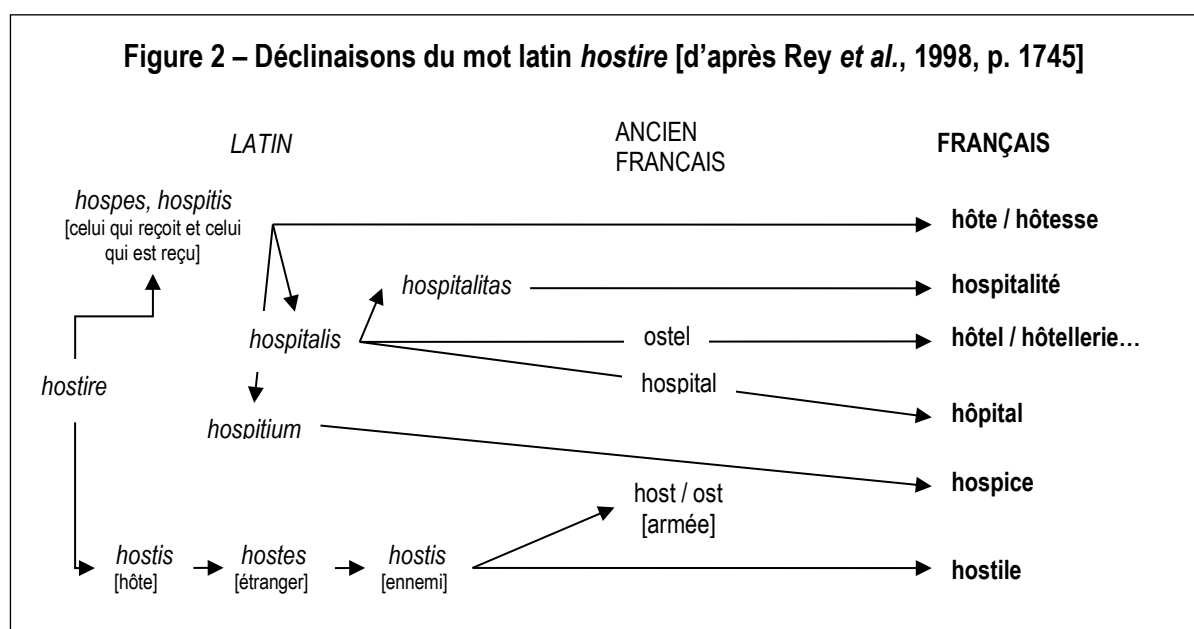 Figure 2 – Déclinaisons du mot latin hostire [d’après Rey et al., 1998, p. 1745]
LATIN
ANCIEN
FRANCAIS
FRANÇAIS
hospes, hospitis
[celui qui reçoit et celui
qui est reçu]
hôte / hôtesse
hospitalitas
hospitalité
hospitalis
ostel
hôtel / hôtellerie…
hostire
hospital
hôpital
hospitium
hospice
host / ost
[armée]
hostis
[hôte]
hostes
[étranger]
hostis
[ennemi]
hostile